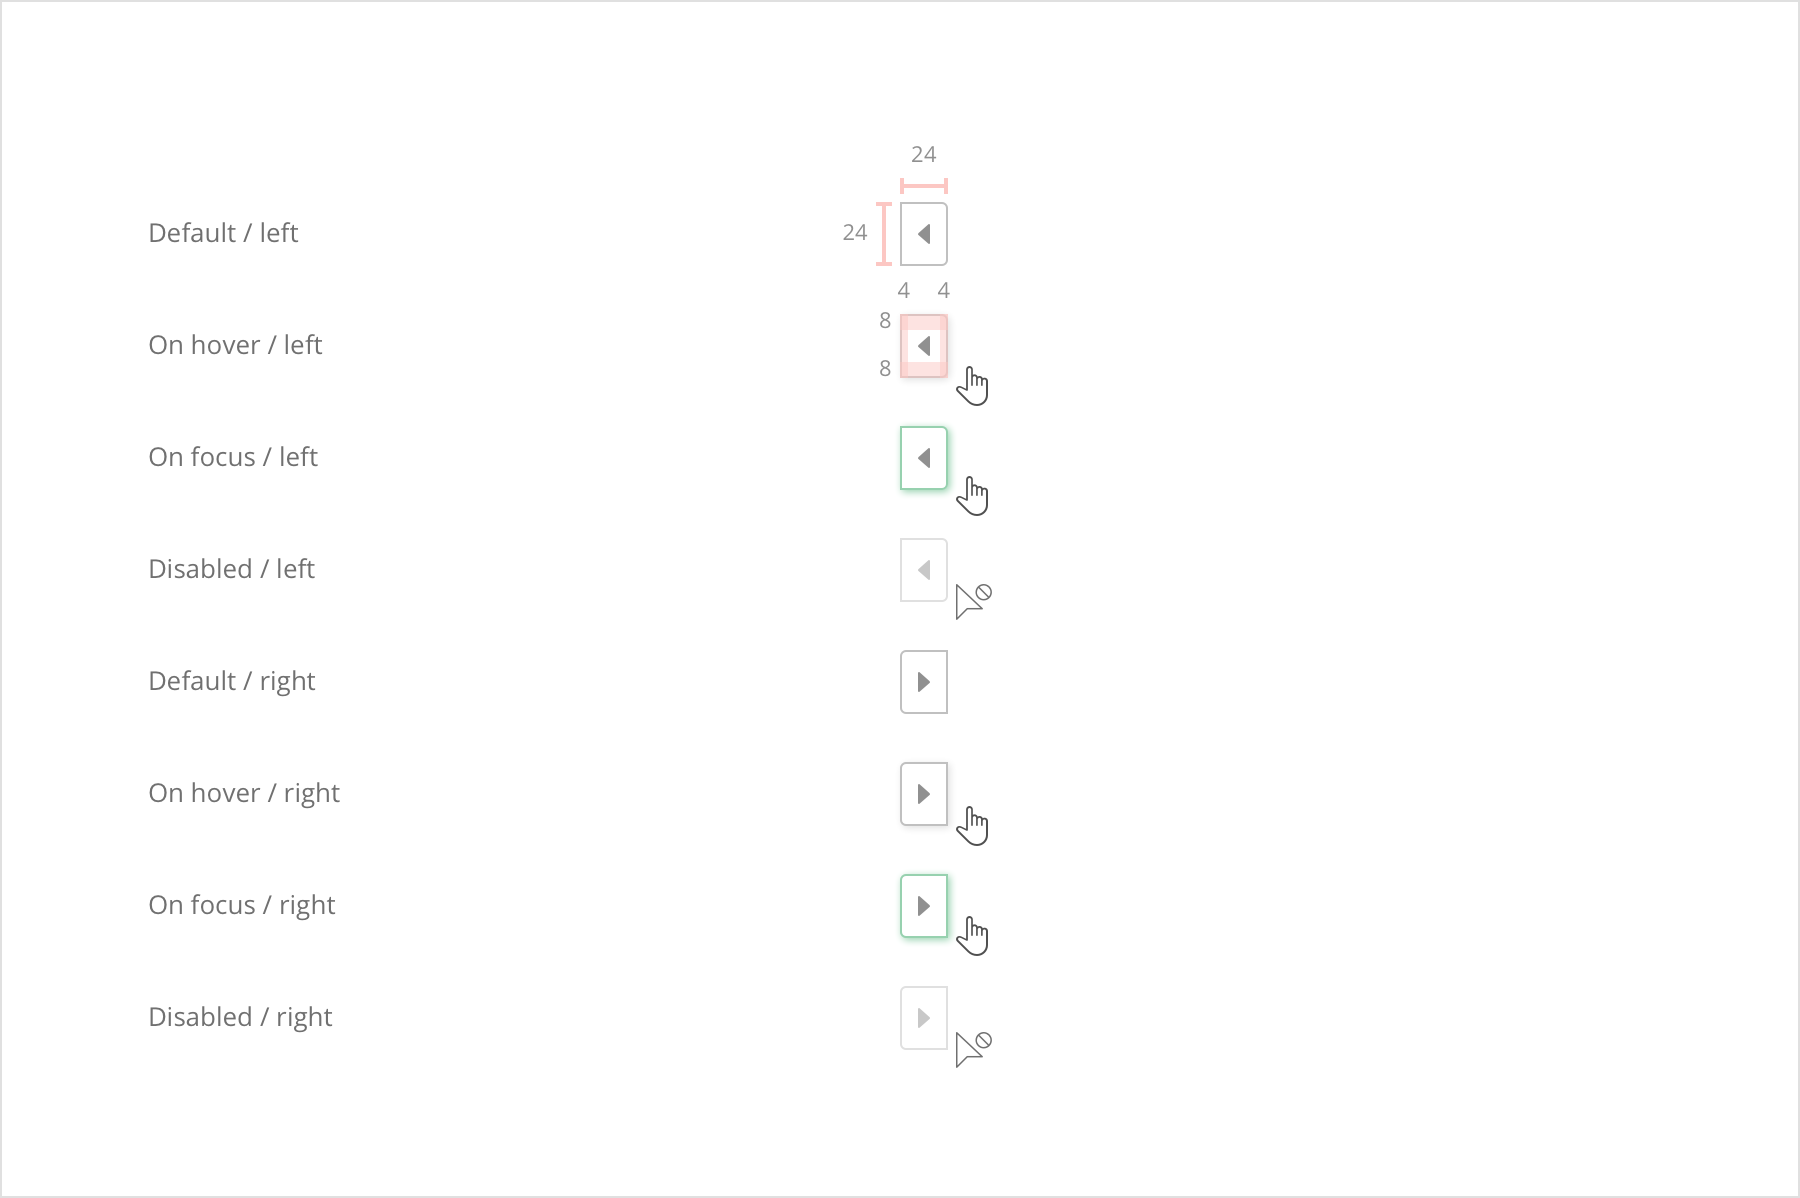 24
Default / left
24
4 4
8
On hover / left
8
On focus / left
Disabled / left
Default / right
On hover / right
On focus / right
Disabled / right